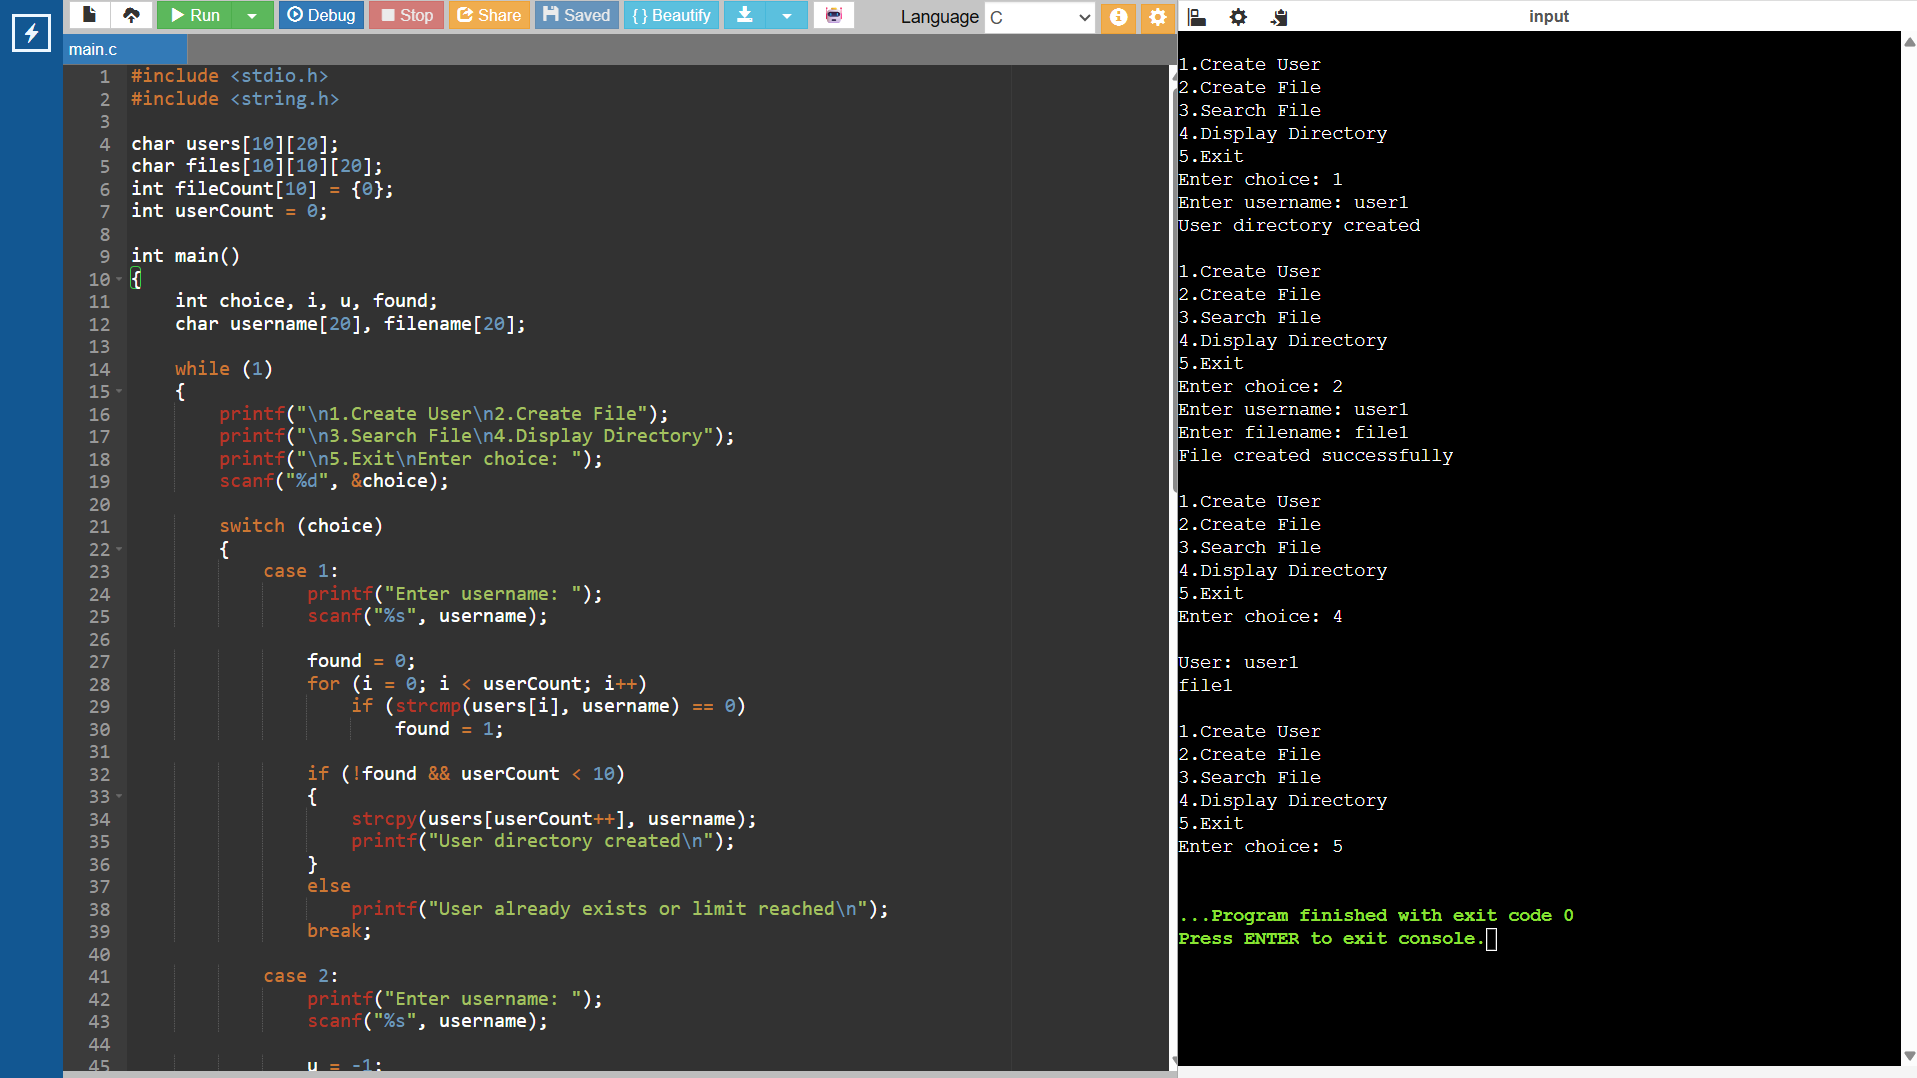 Run Debug Stop Share Saved { } Beautify Language C
main.c
1 #include <stdio.h>
2 #include <string.h>
3
4 char users[10][20];
5 char files[10][10][20];
6 int fileCount[10] = {0};
7 int userCount = 0;
8
9 int main()
10 {
11     int choice, i, u, found;
12     char username[20], filename[20];
13
14     while (1)
15     {
16         printf("\n1.Create User\n2.Create File");
17         printf("\n3.Search File\n4.Display Directory");
18         printf("\n5.Exit\nEnter choice: ");
19         scanf("%d", &choice);
20
21         switch (choice)
22         {
23             case 1:
24                 printf("Enter username: ");
25                 scanf("%s", username);
26
27                 found = 0;
28                 for (i = 0; i < userCount; i++)
29                     if (strcmp(users[i], username) == 0)
30                         found = 1;
31
32                 if (!found && userCount < 10)
33                 {
34                     strcpy(users[userCount++], username);
35                     printf("User directory created\n");
36                 }
37                 else
38                     printf("User already exists or limit reached\n");
39                 break;
40
41             case 2:
42                 printf("Enter username: ");
43                 scanf("%s", username);
44
45                 u = -1;
input
1.Create User
2.Create File
3.Search File
4.Display Directory
5.Exit
Enter choice: 1
Enter username: user1
User directory created

1.Create User
2.Create File
3.Search File
4.Display Directory
5.Exit
Enter choice: 2
Enter username: user1
Enter filename: file1
File created successfully

1.Create User
2.Create File
3.Search File
4.Display Directory
5.Exit
Enter choice: 4

User: user1
file1

1.Create User
2.Create File
3.Search File
4.Display Directory
5.Exit
Enter choice: 5

...Program finished with exit code 0
Press ENTER to exit console.